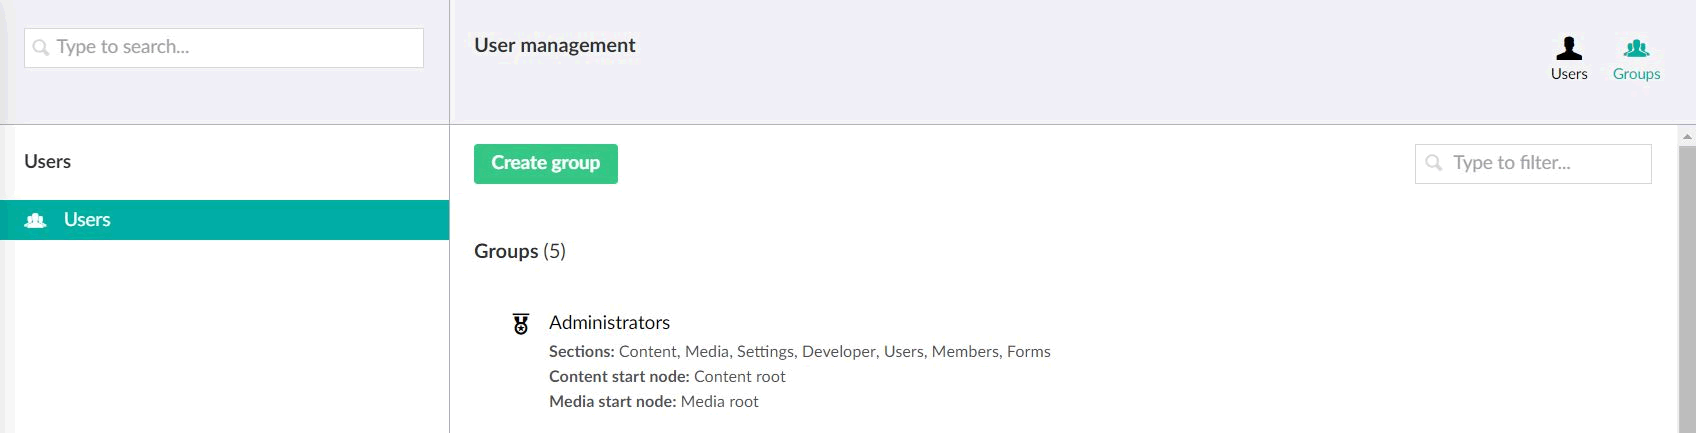 Type to search...
User management
Users
Groups
Users
Users
Create group
Type to filter...
Groups (5)
Administrators
Sections: Content, Media, Settings, Developer, Users, Members, Forms
Content start node: Content root
Media start node: Media root